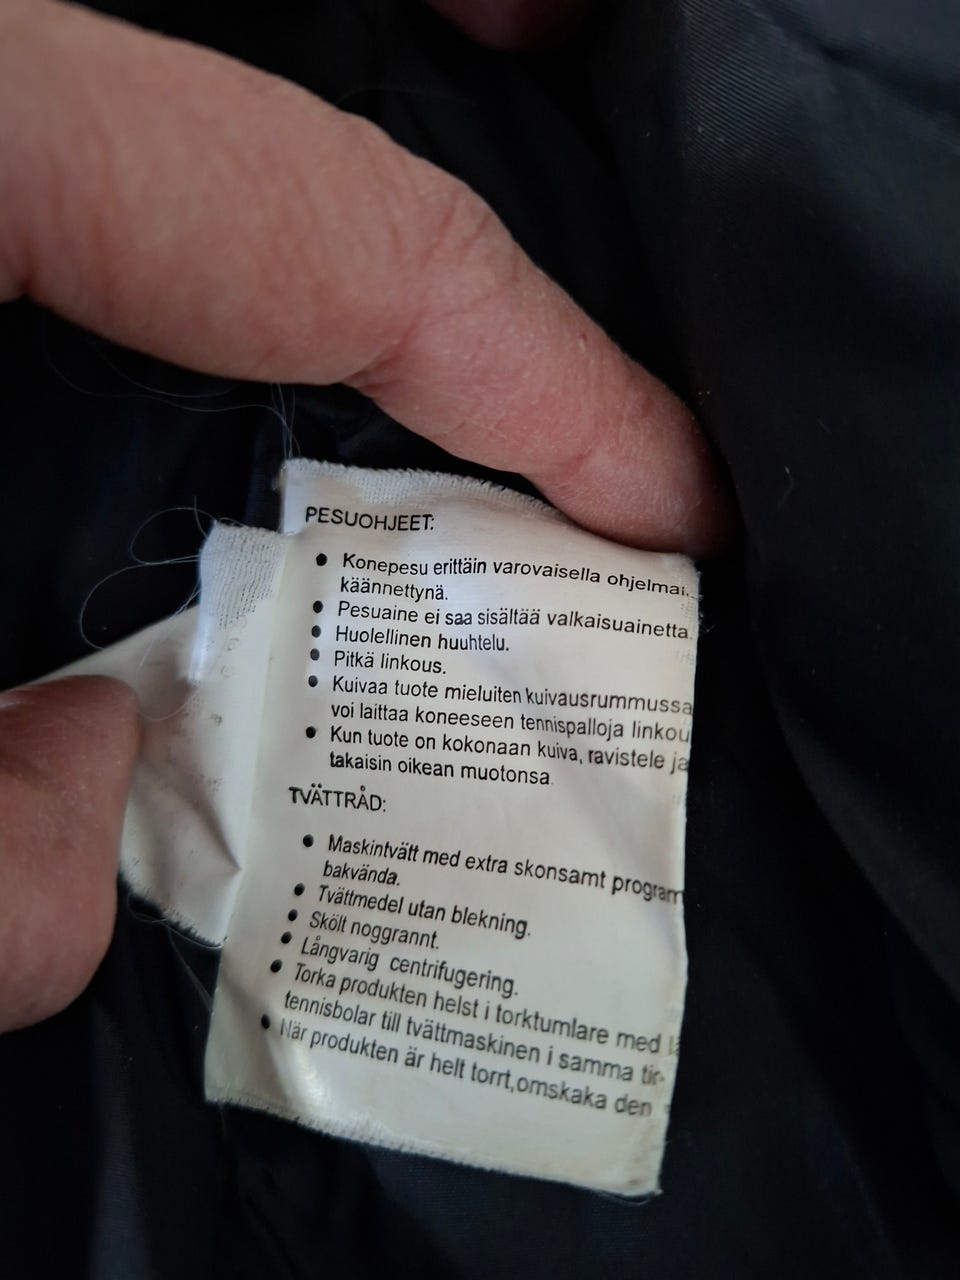 PESUOHJEET:
• Konepesu erittäin varovaisella
käännettynä.
• Pesuaine ei saa sisältää valkaisuainetta.
• Huolellinen huuhtelu.
• Pitkä linkous.
• Kuivaa tuote mieluiten kuivausrummussa
voi laittaa koneeseen tennispalloja
• Kun tuote on kokonaan kuiva, ravistele
takaisin oikean muotonsa.
TVÄTTRÅD:
• Maskintvätt med extra skonsamt program
bakvända.
• Tvättmedel utan blekning.
• Skölt noggrannt.
• Långvarig centrifugering.
• Torka produkten helst i torktumlare med
tennisbolar till tvättmaskinen i samma
• När produkten är helt torrt,omskaka den